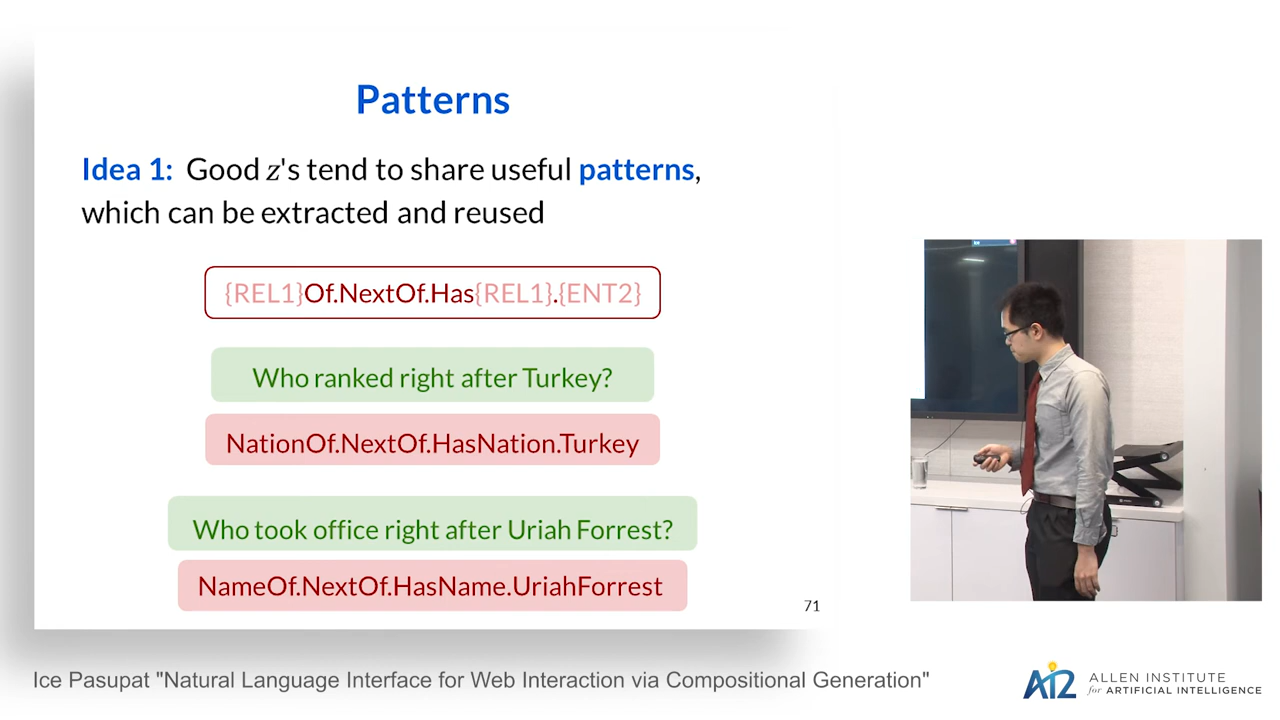 Patterns
Idea 1: Good z's tend to share useful patterns,
which can be extracted and reused
{REL1}Of.NextOf.Has{REL1}.{ENT2}
Who ranked right after Turkey?
NationOf.NextOf.HasNation.Turkey
Who took office right after Uriah Forrest?
NameOf.NextOf.HasName.UriahForrest
71
Ice Pasupat "Natural Language Interface for Web Interaction via Compositional Generation"
AI2
ALLEN INSTITUTE
for ARTIFICIAL INTELLIGENCE